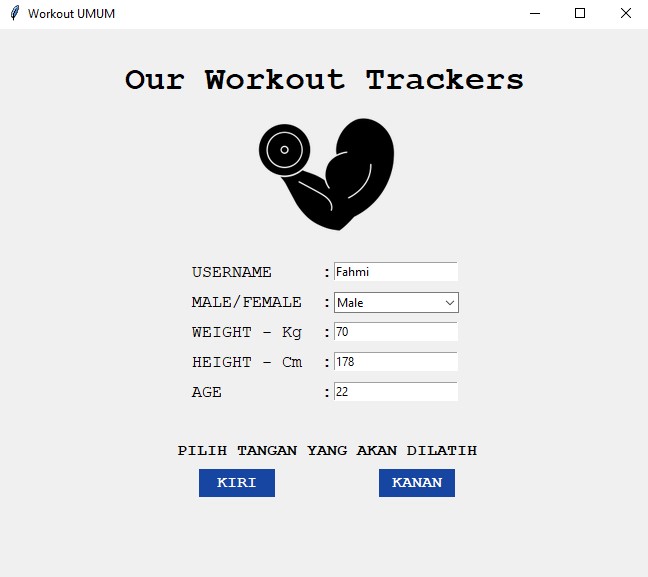 Workout UMUM
Our Workout Trackers
USERNAME : Fahmi
MALE/FEMALE : Male
WEIGHT - Kg : 70
HEIGHT - Cm : 178
AGE : 22
PILIH TANGAN YANG AKAN DILATIH
KIRI KANAN